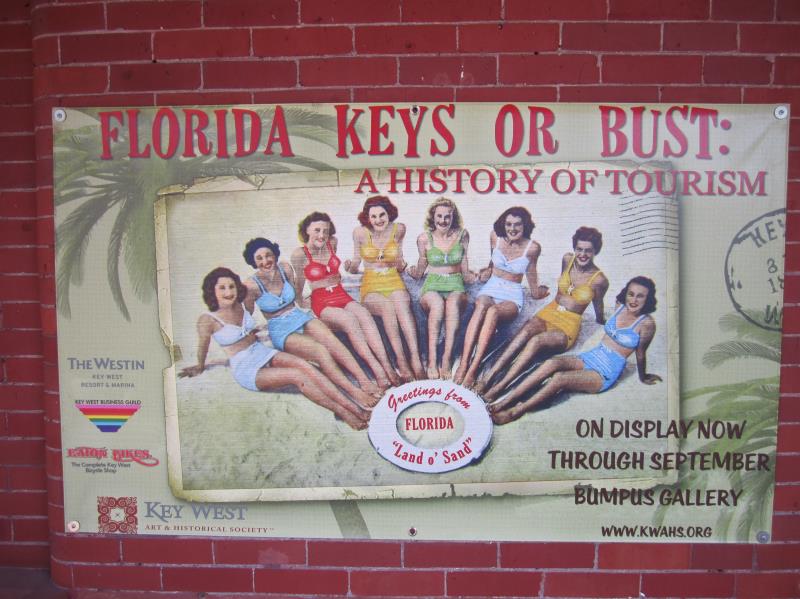 FLORIDA KEYS OR BUST:
A HISTORY OF TOURISM
Greetings from
FLORIDA
"Land o' Sand"
THE WESTIN
KEY WEST
RESORT & MARINA
KEY WEST BUSINESS GUILD
EATON BIKES
The Complete Key West
Bicycle Shop
KEY WEST
ART & HISTORICAL SOCIETY
ON DISPLAY NOW
THROUGH SEPTEMBER
BUMPUS GALLERY
WWW.KWAHS.ORG